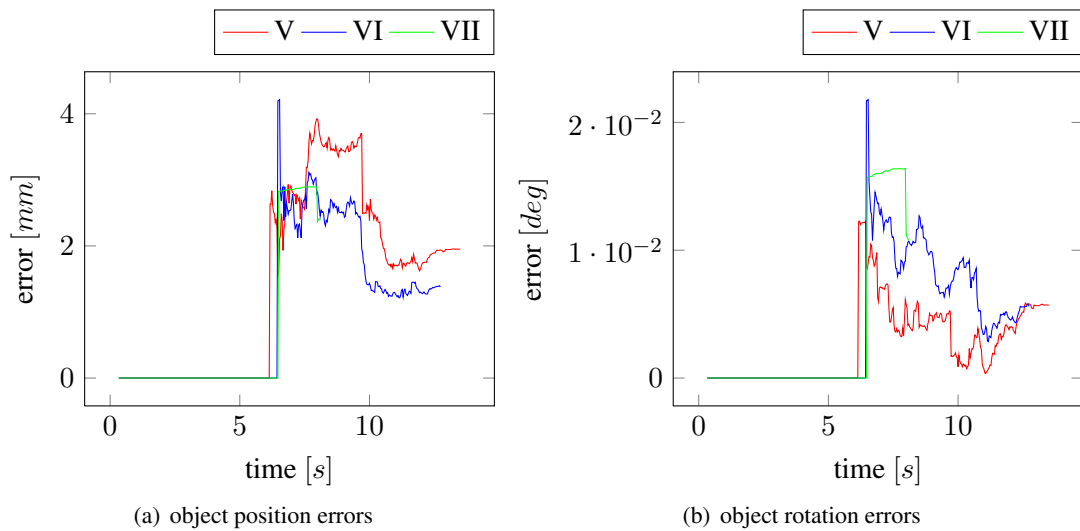 V VI VII
4
2
0
0 5 10
error [mm]
time [s]
(a) object position errors
V VI VII
2 · 10⁻²
1 · 10⁻²
0
0 5 10
error [deg]
time [s]
(b) object rotation errors